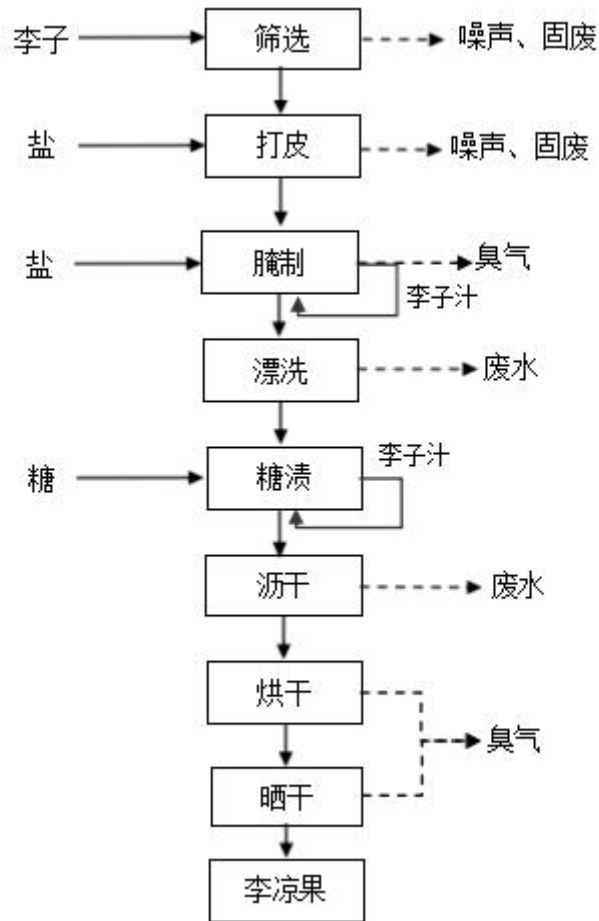 李子
筛选
噪声、固废
盐
打皮
噪声、固废
盐
腌制
臭气
李子汁
漂洗
废水
李子汁
糖
糖渍
沥干
废水
烘干
臭气
晒干
李凉果